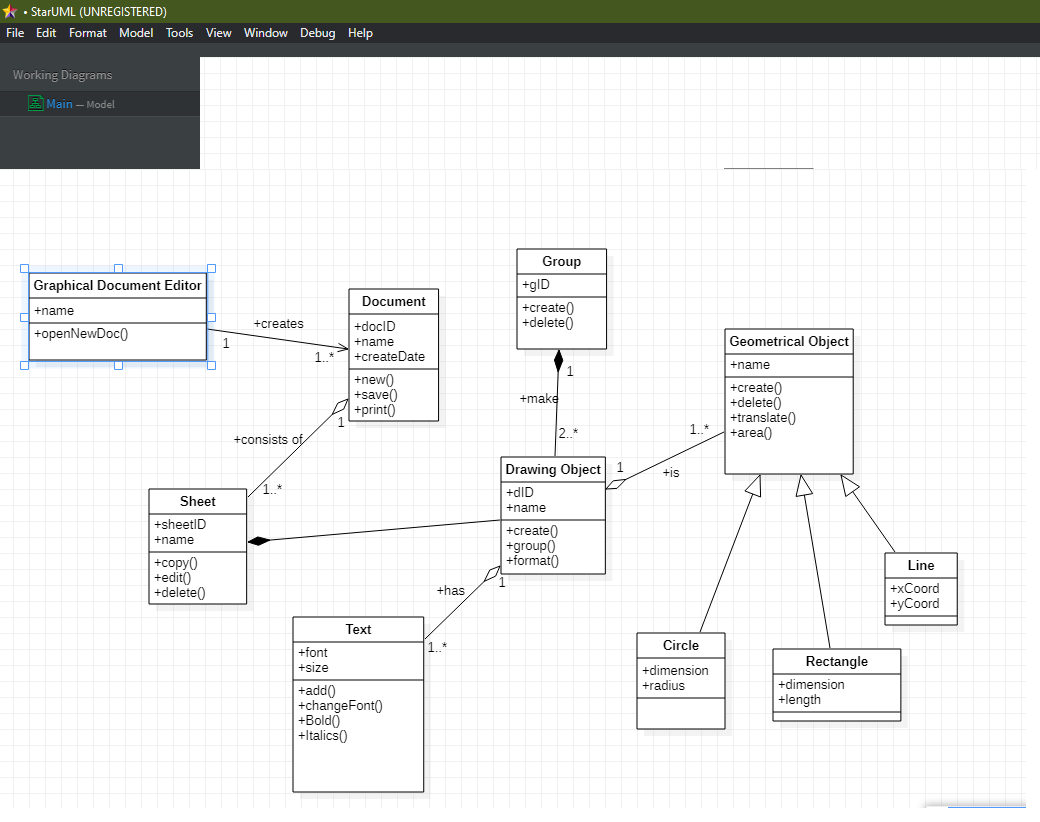 • StarUML (UNREGISTERED)
File Edit Format Model Tools View Window Debug Help
Working Diagrams
Main — Model
Graphical Document Editor
+name
+openNewDoc()
+creates
1
1..*
Document
+docID
+name
+createDate
+new()
+save()
+print()
1
+consists of
1..*
Sheet
+sheetID
+name
+copy()
+edit()
+delete()
Group
+gID
+create()
+delete()
1
+make
2..*
Drawing Object
+dID
+name
+create()
+group()
+format()
1
+is
1..*
1
+has
1..*
Text
+font
+size
+add()
+changeFont()
+Bold()
+Italics()
Geometrical Object
+name
+create()
+delete()
+translate()
+area()
Circle
+dimension
+radius
Rectangle
+dimension
+length
Line
+xCoord
+yCoord